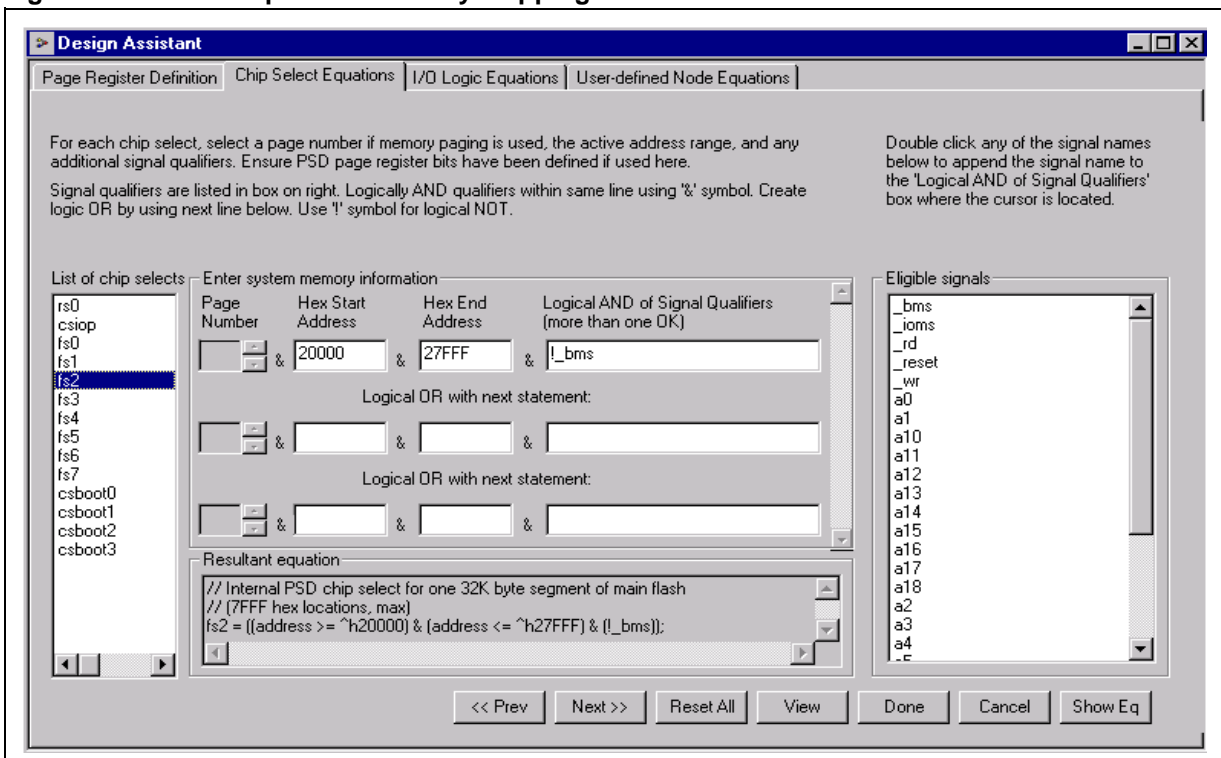 Design Assistant
Page Register Definition Chip Select Equations I/O Logic Equations User-defined Node Equations
For each chip select, select a page number if memory paging is used, the active address range, and any
additional signal qualifiers. Ensure PSD page register bits have been defined if used here.
Signal qualifiers are listed in box on right. Logically AND qualifiers within same line using '&' symbol. Create
logic OR by using next line below. Use '!' symbol for logical NOT.
Double click any of the signal names
below to append the signal name to
the 'Logical AND of Signal Qualifiers'
box where the cursor is located.
List of chip selects
rs0
csiop
fs0
fs1
fs2
fs3
fs4
fs5
fs6
fs7
csboot0
csboot1
csboot2
csboot3
Enter system memory information
Page Number
Hex Start Address
Hex End Address
Logical AND of Signal Qualifiers
(more than one OK)
& 20000 & 27FFF & !_bms
Logical OR with next statement:
& & &
Logical OR with next statement:
& & &
Resultant equation
// Internal PSD chip select for one 32K byte segment of main flash
// (7FFF hex locations, max)
fs2 = ((address >= ^h20000) & (address <= ^h27FFF) & (!_bms));
Eligible signals
_bms
_ioms
_rd
_reset
_wr
a0
a1
a10
a11
a12
a13
a14
a15
a16
a17
a18
a2
a3
a4
<< Prev Next >> Reset All View Done Cancel Show Eq